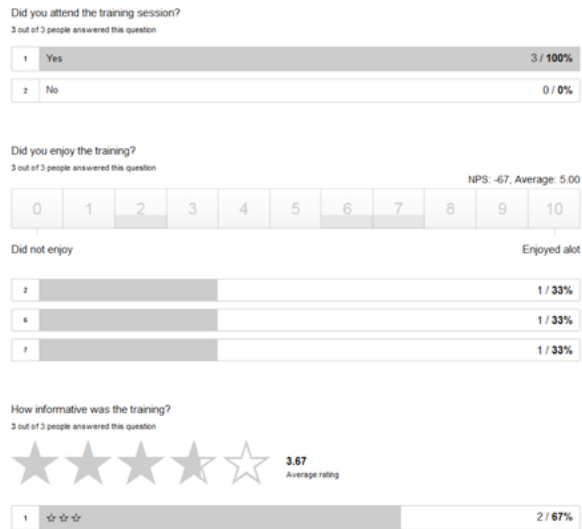 Did you attend the training session?
3 out of 3 people answered this question
1 Yes 3 / 100%
2 No 0 / 0%
Did you enjoy the training?
3 out of 3 people answered this question
NPS: -67, Average: 5.00
0 1 2 3 4 5 6 7 8 9 10
Did not enjoy Enjoyed alot
2 1 / 33%
6 1 / 33%
7 1 / 33%
How informative was the training?
3 out of 3 people answered this question
3.67
Average rating
1 2 / 67%